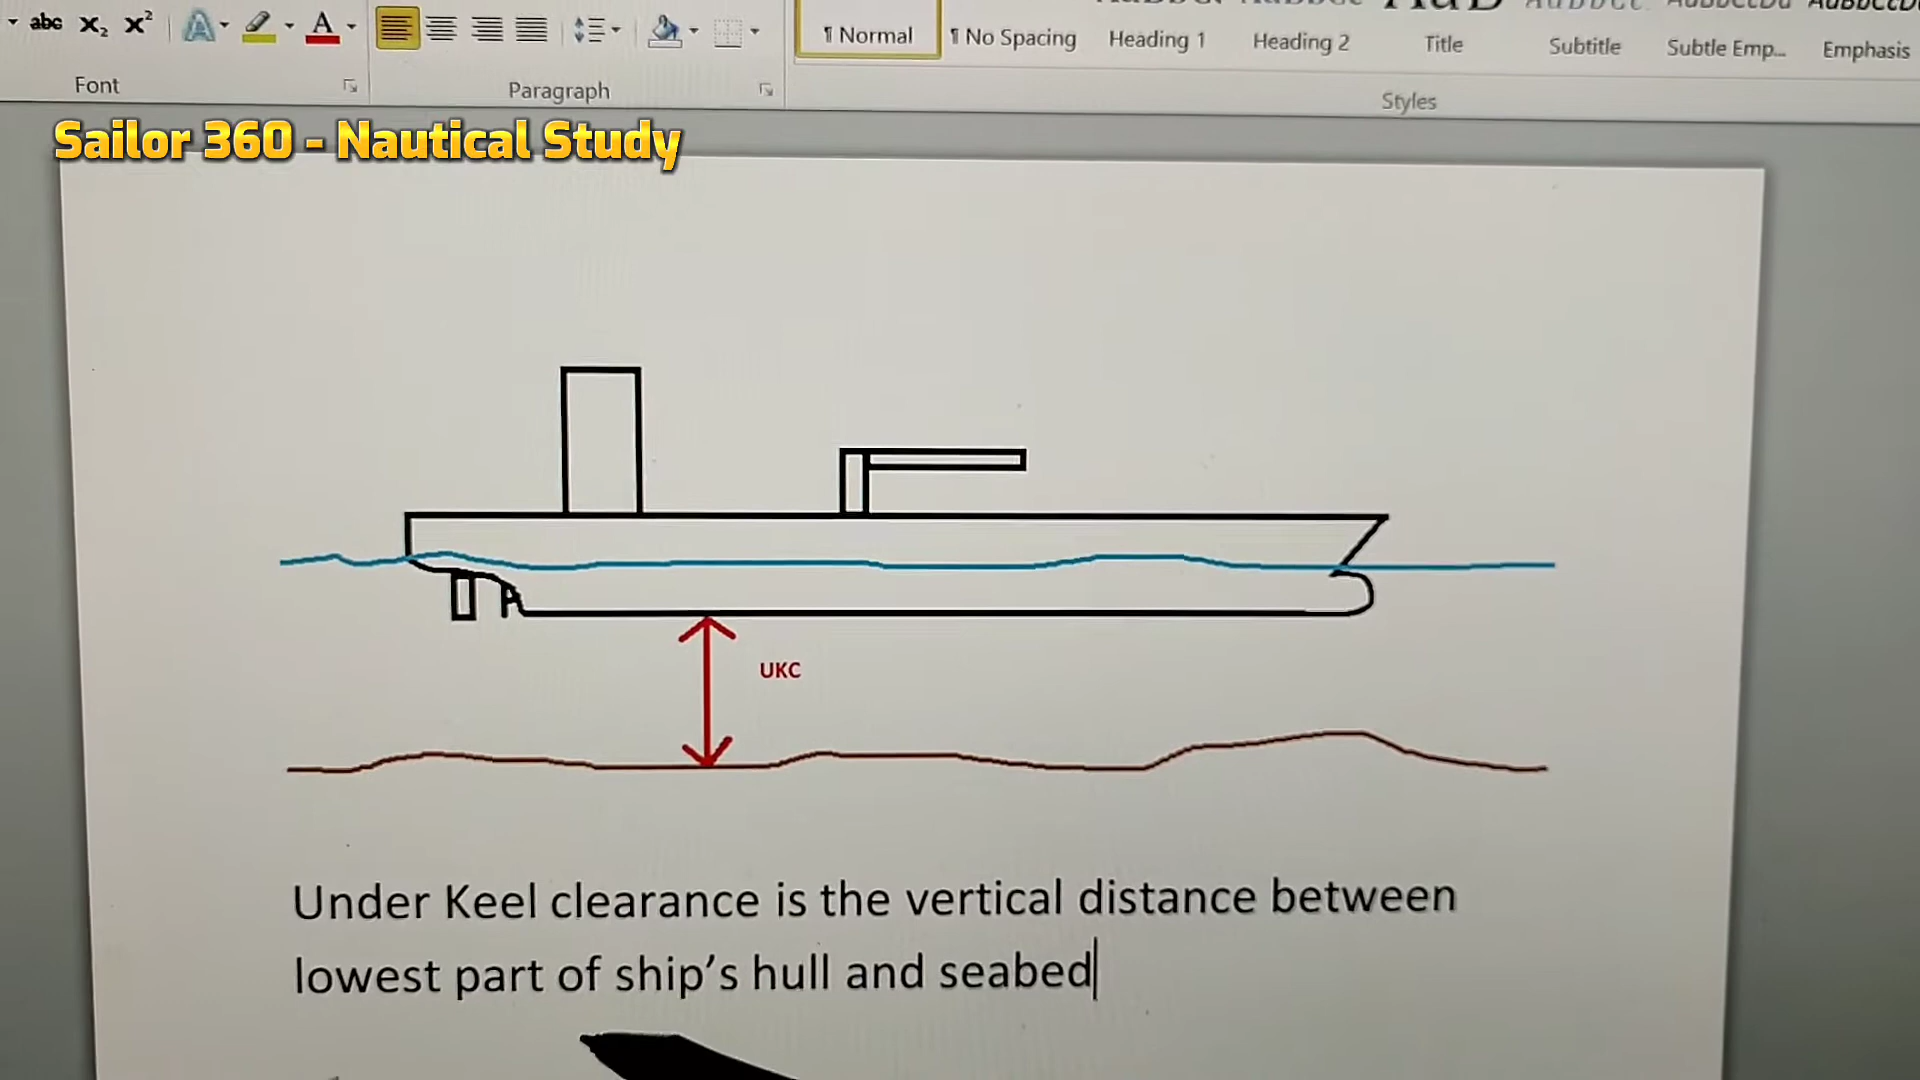 abc X₂ X² A A
Font
Paragraph
¶ Normal
¶ No Spacing
Heading 1
Heading 2
Title
Subtitle
Subtle Emp...
Emphasis
Styles
Sailor 360 - Nautical Study
UKC
Under Keel clearance is the vertical distance between
lowest part of ship’s hull and seabed